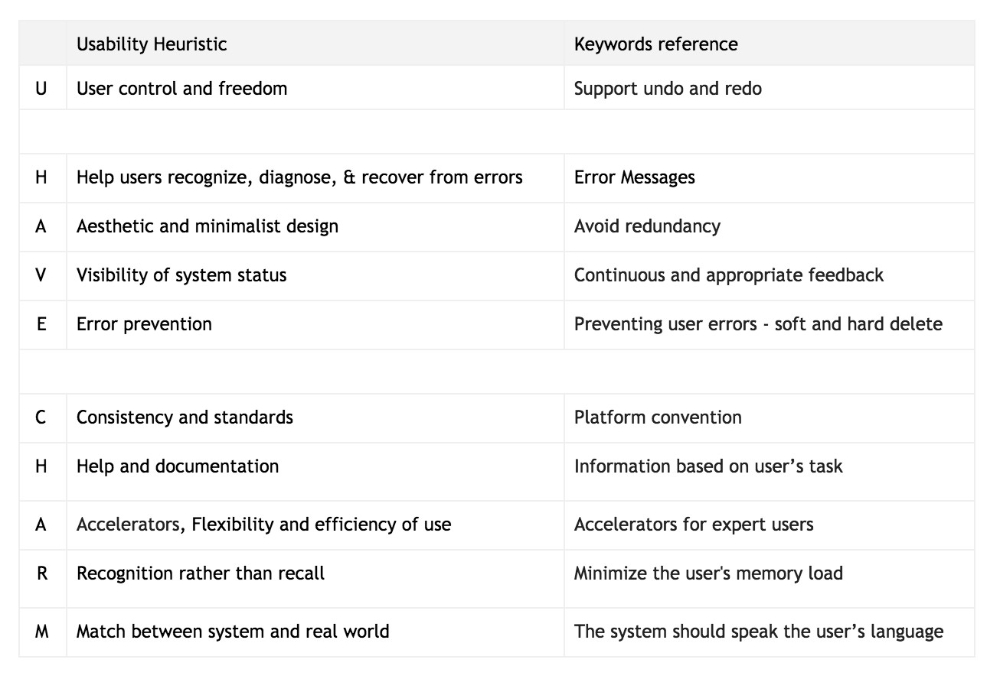 Usability Heuristic Keywords reference
U User control and freedom Support undo and redo
H Help users recognize, diagnose, & recover from errors Error Messages
A Aesthetic and minimalist design Avoid redundancy
V Visibility of system status Continuous and appropriate feedback
E Error prevention Preventing user errors - soft and hard delete
C Consistency and standards Platform convention
H Help and documentation Information based on user’s task
A Accelerators, Flexibility and efficiency of use Accelerators for expert users
R Recognition rather than recall Minimize the user's memory load
M Match between system and real world The system should speak the user’s language